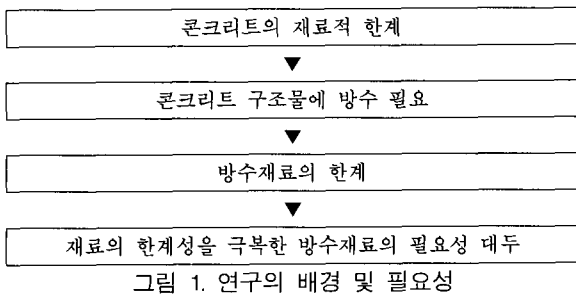 콘크리트의 재료적 한계
▼
콘크리트 구조물에 방수 필요
▼
방수재료의 한계
▼
재료의 한계성을 극복한 방수재료의 필요성 대두
그림 1. 연구의 배경 및 필요성